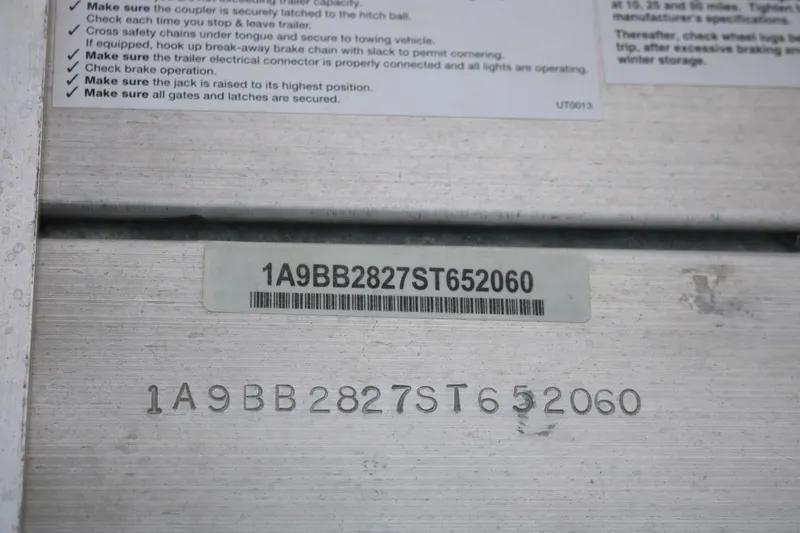 ✓ Make sure the coupler is securely latched to the hitch ball.
Check each time you stop & leave trailer.
✓ Cross safety chains under tongue and secure to towing vehicle.
If equipped, hook up break-away brake chain with slack to permit cornering.
✓ Make sure the trailer electrical connector is properly connected and all lights are operating.
✓ Check brake operation.
✓ Make sure the jack is raised to its highest position.
✓ Make sure all gates and latches are secured.
UT0013
at 10, 25 and 50 miles. Tighten
manufacturer's specifications.
Thereafter, check wheel lugs
trip, after excessive braking
winter storage.
1A9BB2827ST652060
1A9BB2827ST652060